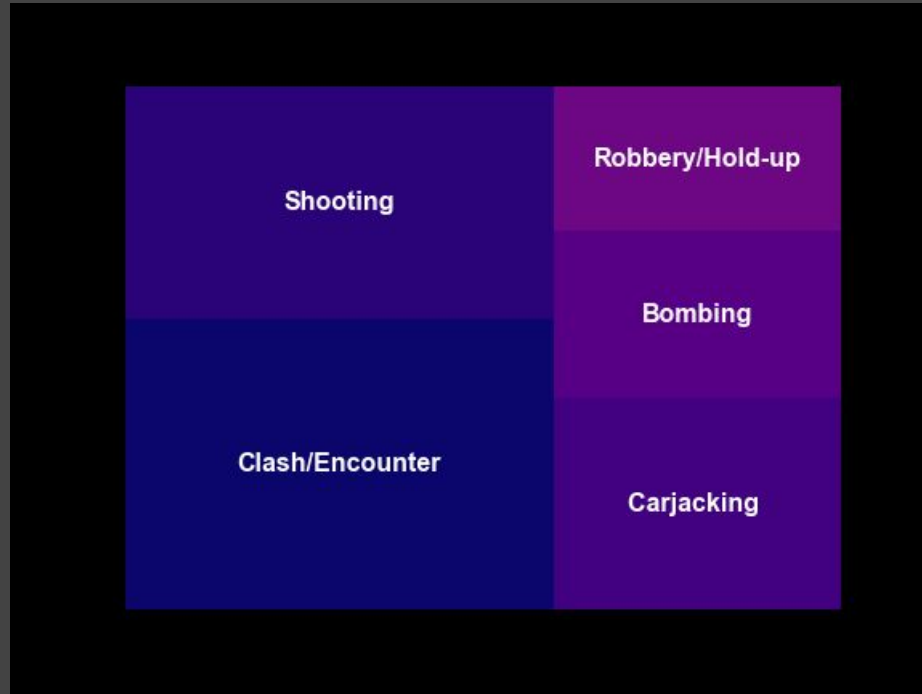 Shooting
Robbery/Hold-up
Bombing
Clash/Encounter
Carjacking